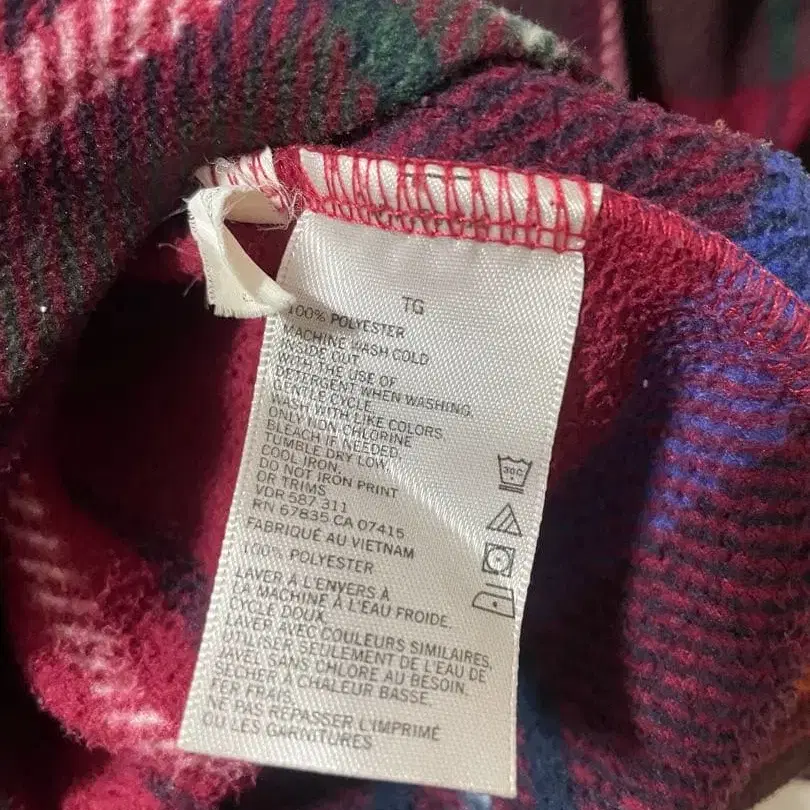 TG
100% POLYESTER
MACHINE WASH COLD
INSIDE OUT
WITH THE USE OF
DETERGENT WHEN WASHING.
GENTLE CYCLE.
WASH WITH LIKE COLORS
ONLY NON-CHLORINE
BLEACH IF NEEDED.
TUMBLE DRY LOW.
COOL IRON.
DO NOT IRON PRINT
OR TRIMS
VDR 587 311
RN 67835 CA 07415
FABRIQUÉ AU VIETNAM
100% POLYESTER
LAVER À L'ENVERS À
LA MACHINE À L'EAU FROIDE.
CYCLE DOUX.
LAVER AVEC COULEURS SIMILAIRES.
UTILISER SEULEMENT DE L'EAU DE
JAVEL SANS CHLORE AU BESOIN.
SÉCHER À CHALEUR BASSE.
FER FRAIS.
NE PAS REPASSER L'IMPRIMÉ
OU LES GARNITURES
30C